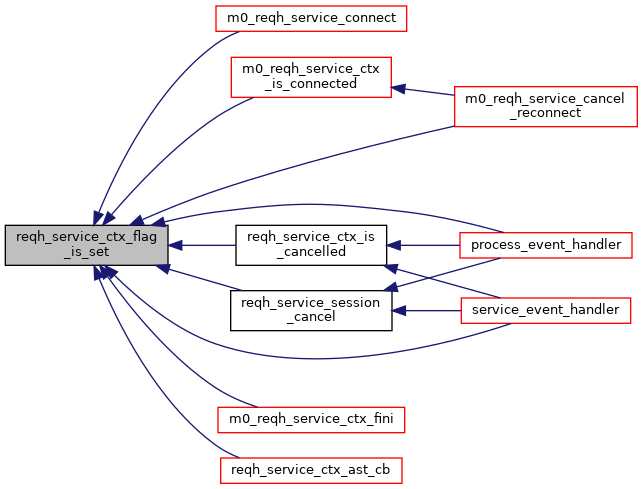 m0_reqh_service_connect
m0_reqh_service_ctx
_is_connected
m0_reqh_service_cancel
_reconnect
reqh_service_ctx_flag
_is_set
reqh_service_ctx_is
_cancelled
process_event_handler
reqh_service_session
_cancel
service_event_handler
m0_reqh_service_ctx_fini
reqh_service_ctx_ast_cb